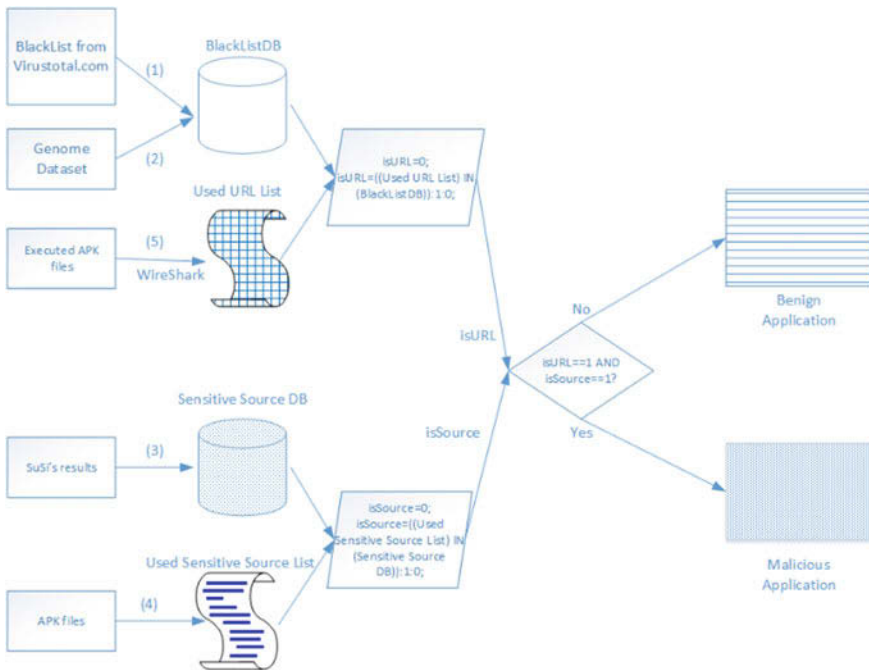 BlackList from
Virustotal.com
(1)
BlackListDB
Genome
Dataset
(2)
isURL=0;
isURL=((Used URL List) IN
(BlackListDB)):1:0;
Used URL List
Executed APK
files
(5)
WireShark
Benign
Application
No
isURL
isURL==1 AND
isSource==1?
Sensitive Source DB
isSource
Yes
SuSi's results
(3)
isSource=0;
isSource=((Used
Sensitive Source List) IN
(Sensitive Source
DB)):1:0;
Used Sensitive Source List
Malicious
Application
APK files
(4)